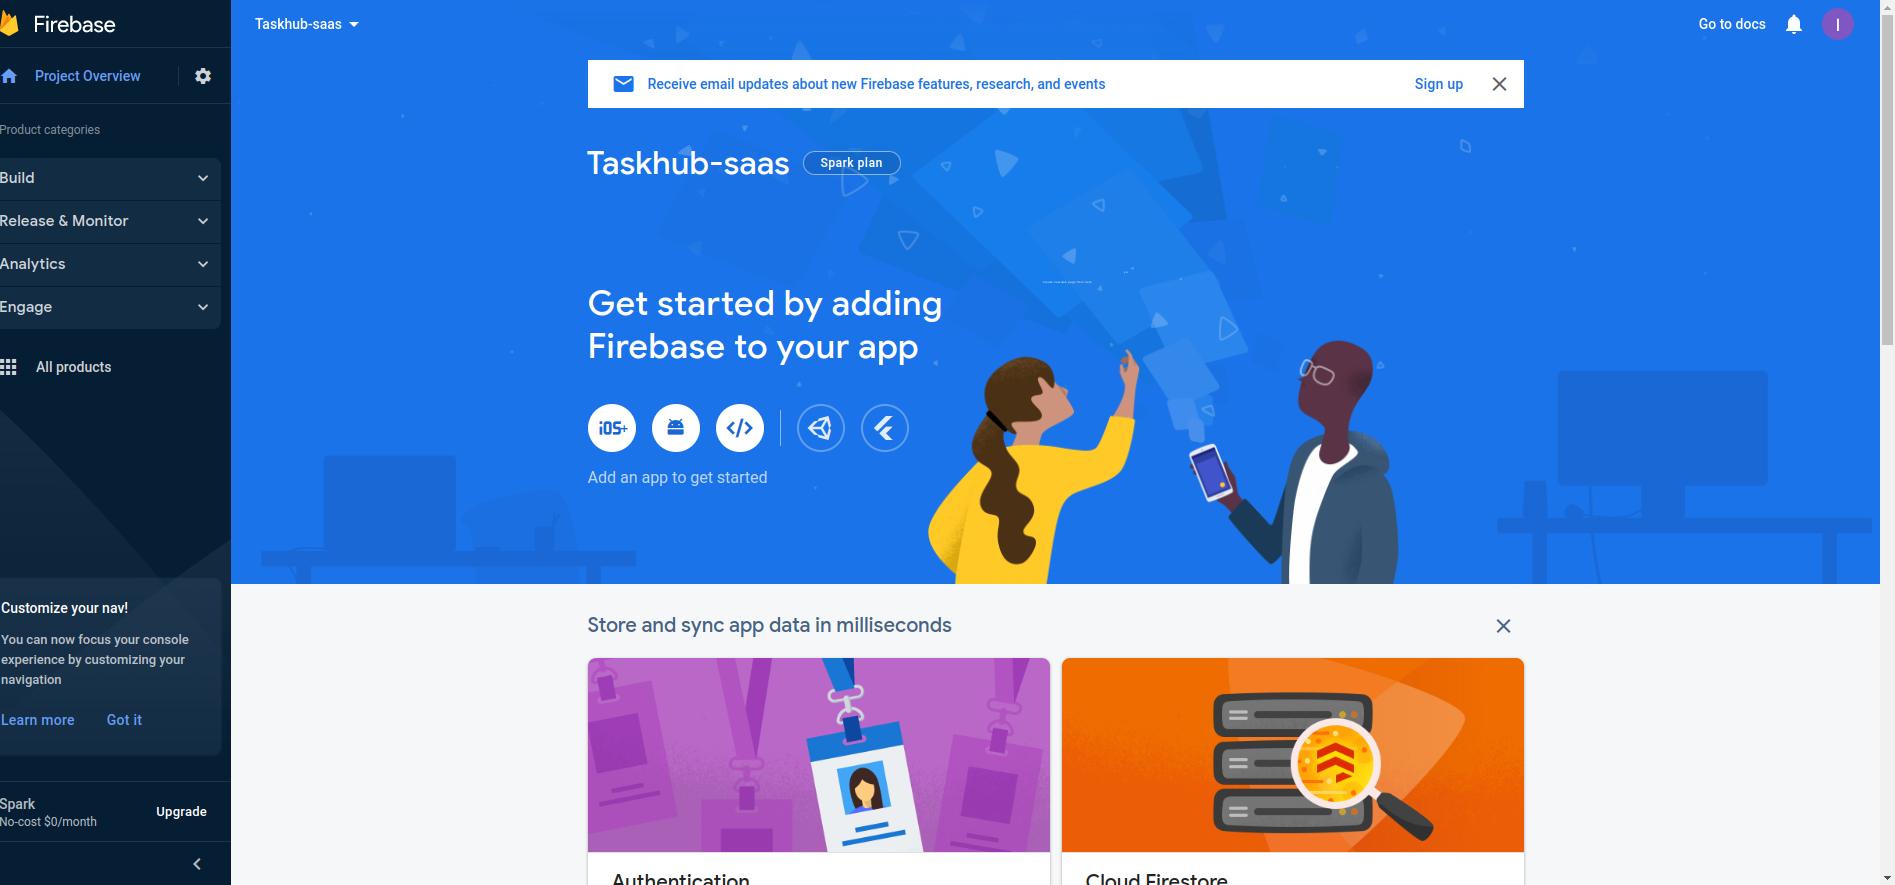 Firebase
Project Overview
Product categories
Build
Release & Monitor
Analytics
Engage
All products
Customize your nav!
You can now focus your console
experience by customizing your
navigation
Learn more Got it
Spark
No-cost $0/month
Upgrade
Taskhub-saas
Go to docs
I
Receive email updates about new Firebase features, research, and events
Sign up
Taskhub-saas
Spark plan
Get started by adding
Firebase to your app
iOS+
</>
Add an app to get started
Store and sync app data in milliseconds
Authentication
Cloud Firestore